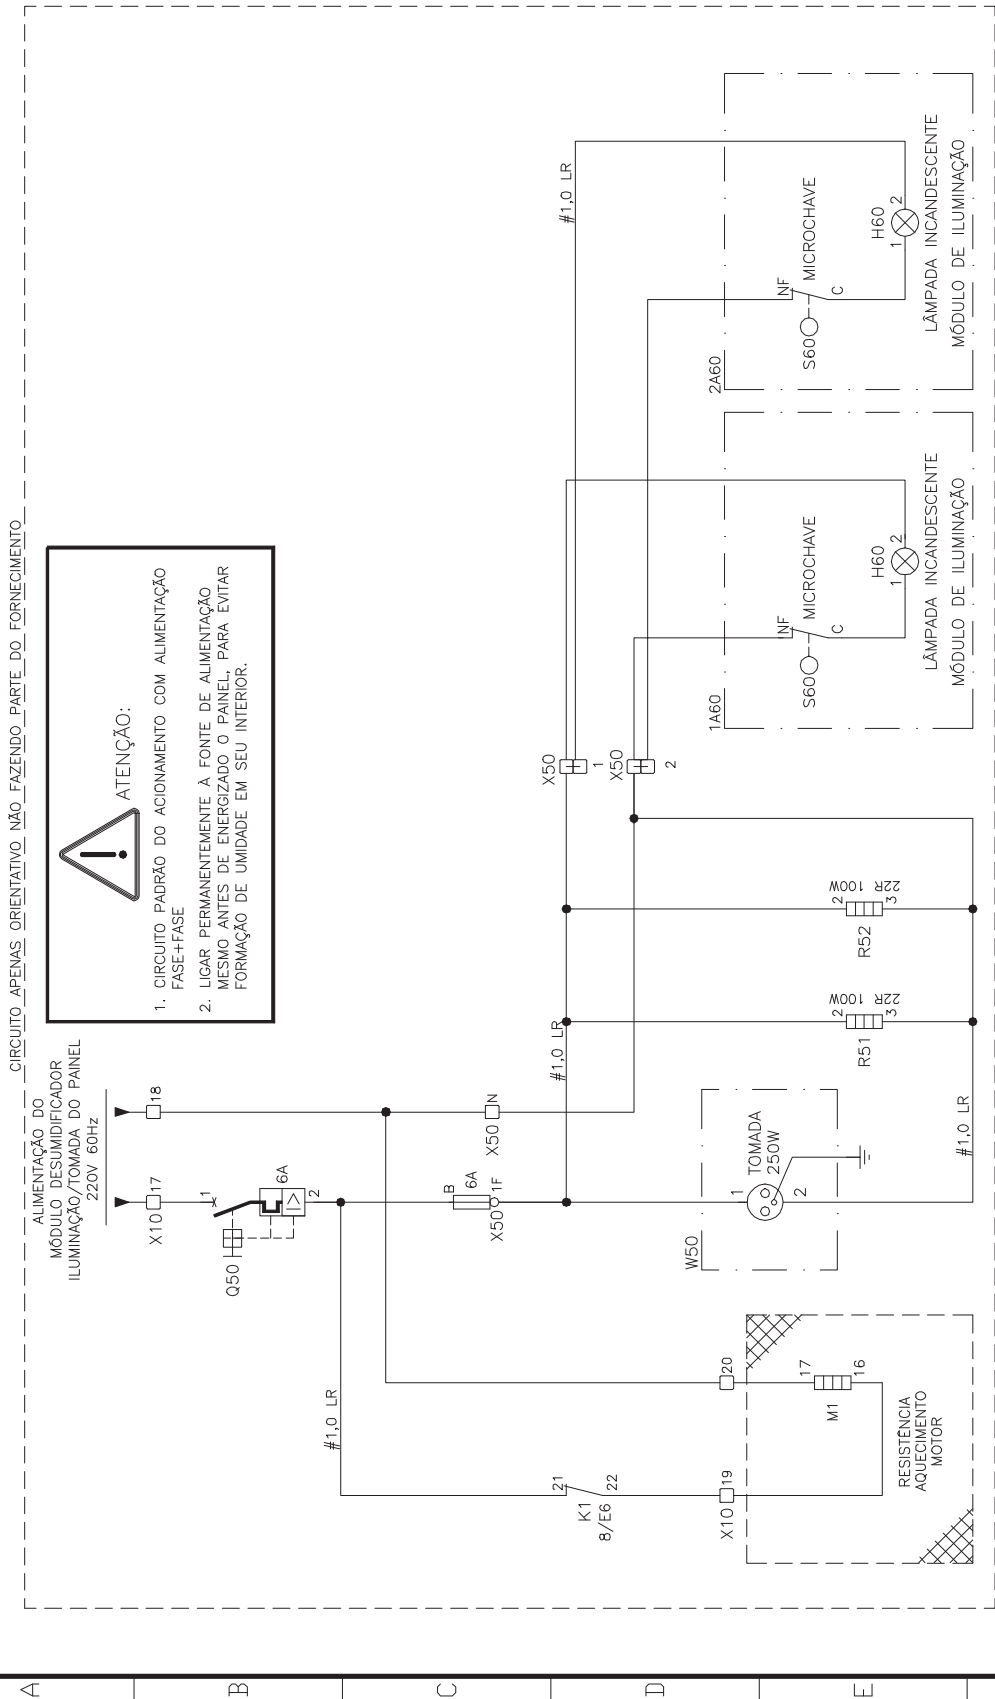 CIRCUITO APENAS ORIENTATIVO NÃO FAZENDO PARTE DO FORNECIMENTO
ALIMENTAÇÃO DO
MÓDULO DESUMIDIFICADOR
ILUMINAÇÃO/TOMADA DO PAINEL
220V 60Hz
ATENÇÃO:
1. CIRCUITO PADRÃO DO ACIONAMENTO COM ALIMENTAÇÃO
FASE+FASE
2. LIGAR PERMANENTEMENTE À FONTE DE ALIMENTAÇÃO
MESMO ANTES DE ENERGIZADO O PAINEL, PARA EVITAR
FORMAÇÃO DE UMIDADE EM SEU INTERIOR.
X10 17
18
Q50
1
6A
2
#1,0 LR
B
6A
X50 1F
X50 N
#1,0 LR
#1,0 LR
X50
1
X50
2
K1
8/E6
21
22
X10 19
20
M1
17
16
RESISTÊNCIA
AQUECIMENTO
MOTOR
W50
1
TOMADA
250W
2
#1,0 LR
R51
2
3
22R 100W
R52
2
3
22R 100W
1A60
S60
NF
MICROCHAVE
C
H60
1 2
LÂMPADA INCANDESCENTE
MÓDULO DE ILUMINAÇÃO
2A60
S60
NF
MICROCHAVE
C
H60
1 2
LÂMPADA INCANDESCENTE
MÓDULO DE ILUMINAÇÃO
A
B
C
D
E